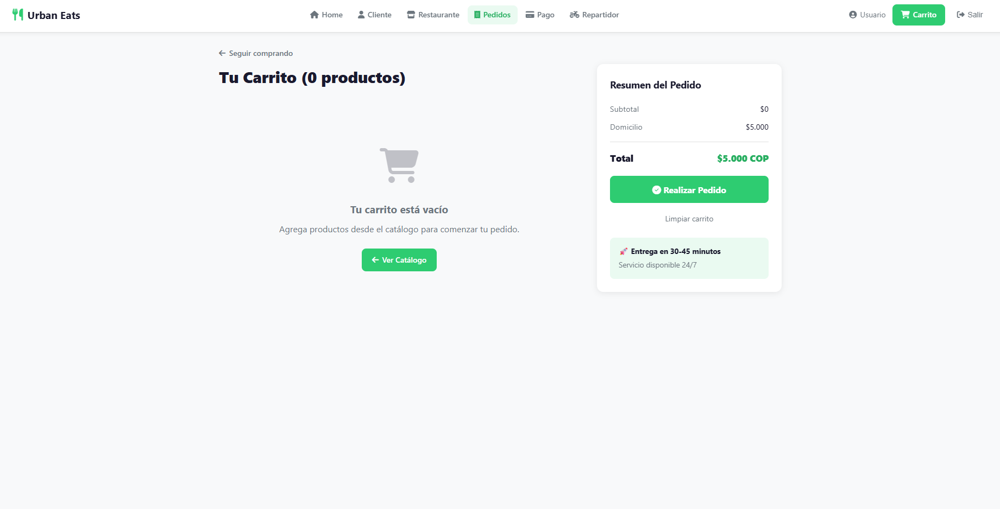 Urban Eats
Home Cliente Restaurante Pedidos Pago Repartidor
Usuario Carrito Salir
Seguir comprando
Tu Carrito (0 productos)
Tu carrito está vacío
Agrega productos desde el catálogo para comenzar tu pedido.
Ver Catálogo
Resumen del Pedido
Subtotal $0
Domicilio $5.000
Total $5.000 COP
Realizar Pedido
Limpiar carrito
🚀 Entrega en 30-45 minutos
Servicio disponible 24/7